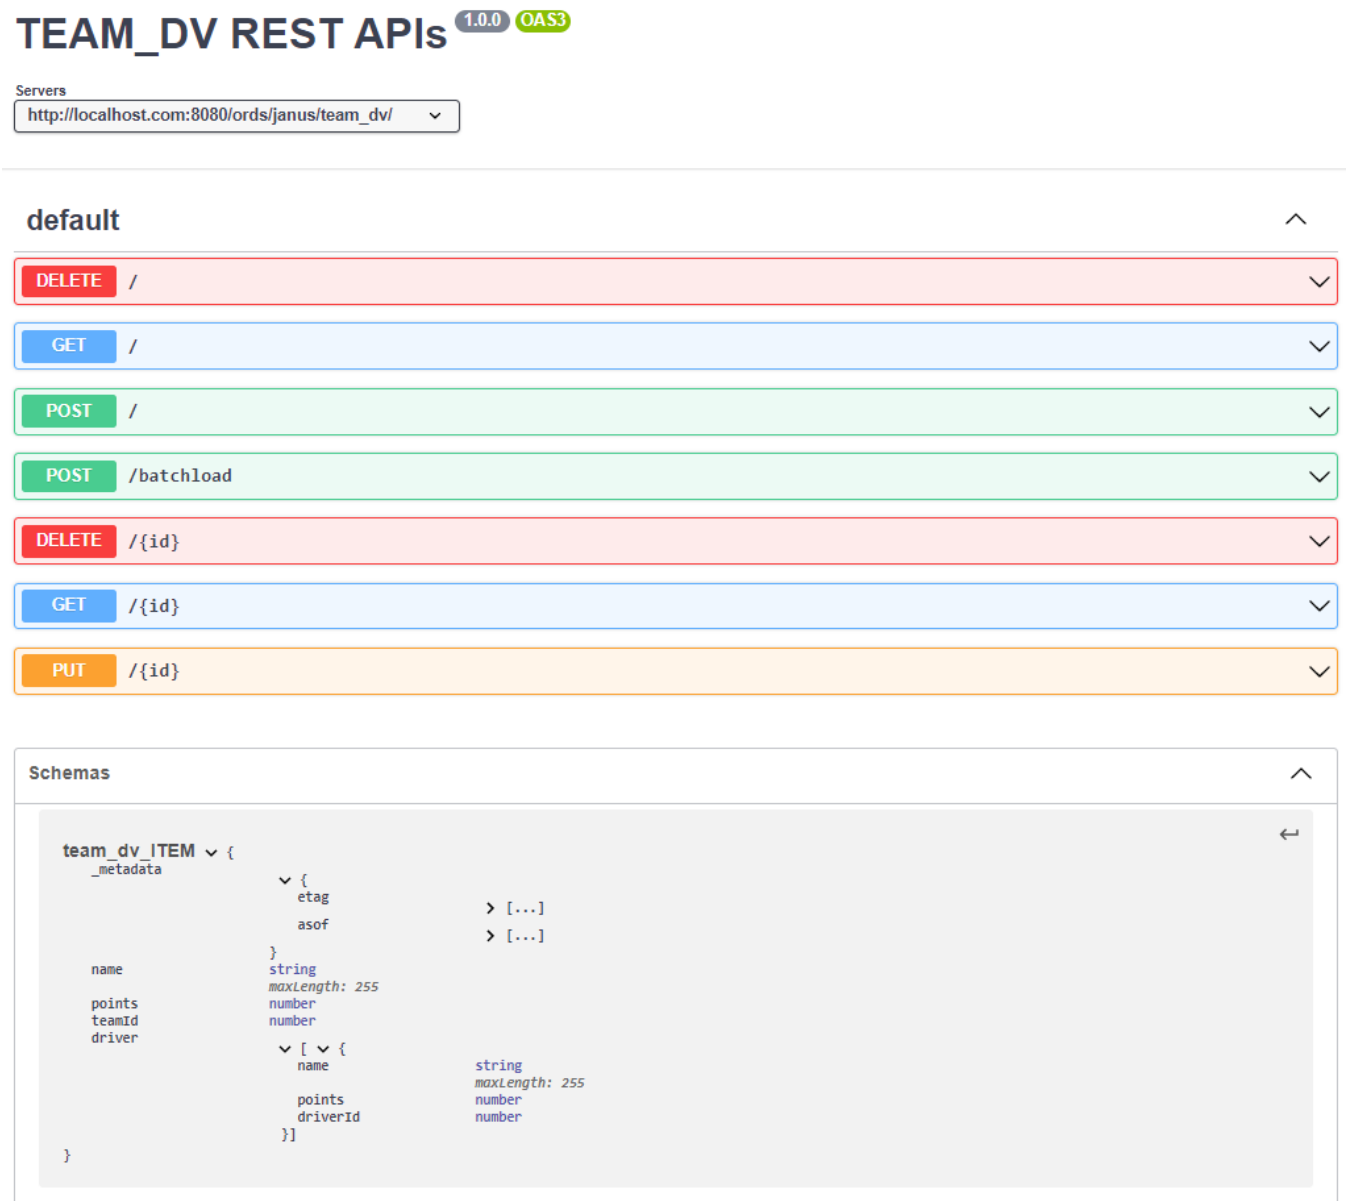 TEAM_DV REST APIs 1.0.0 OAS3
Servers
http://localhost.com:8080/ords/janus/team_dv/
default
DELETE /
GET /
POST /
POST /batchload
DELETE /{id}
GET /{id}
PUT /{id}
Schemas
team_dv_ITEM {
_metadata
{
etag
[...]
asof
[...]
}
name string
maxLength: 255
points number
teamId number
driver
[ {
name string
maxLength: 255
points number
driverId number
}]
}